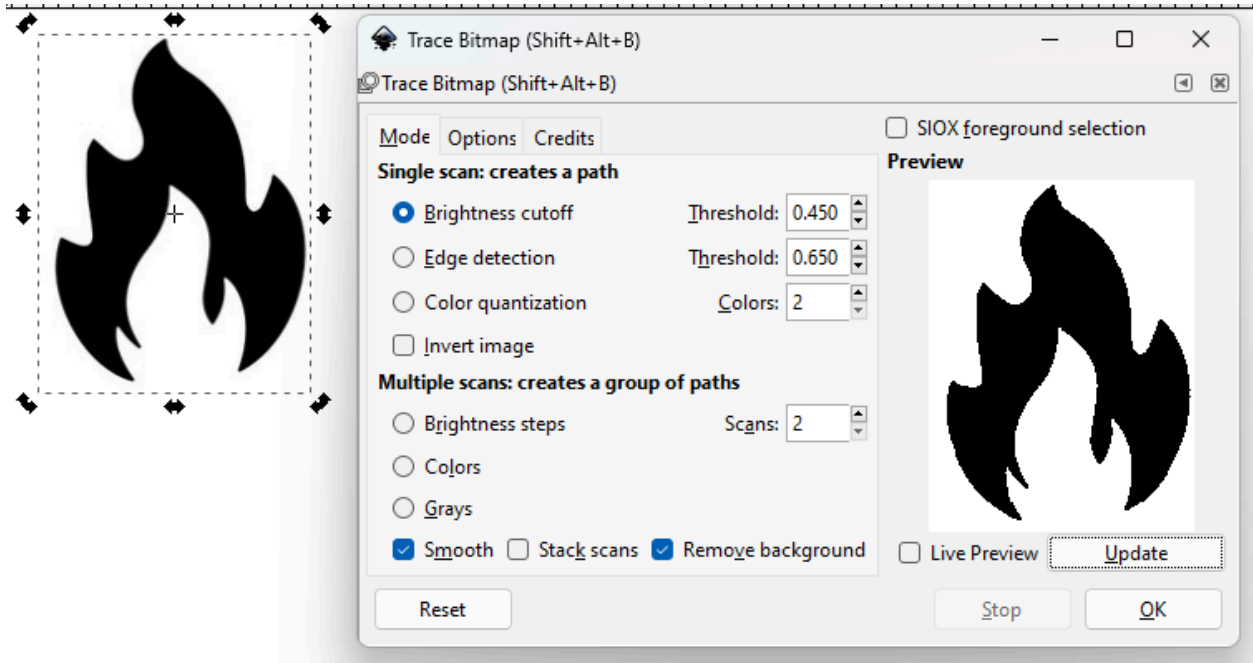 Trace Bitmap (Shift+Alt+B)
Trace Bitmap (Shift+Alt+B)
Mode Options Credits
SIOX foreground selection
Single scan: creates a path
Preview
Brightness cutoff Threshold: 0.450
Edge detection Threshold: 0.650
Color quantization Colors: 2
Invert image
Multiple scans: creates a group of paths
Brightness steps Scans: 2
Colors
Grays
Smooth Stack scans Remove background
Live Preview Update
Reset Stop OK